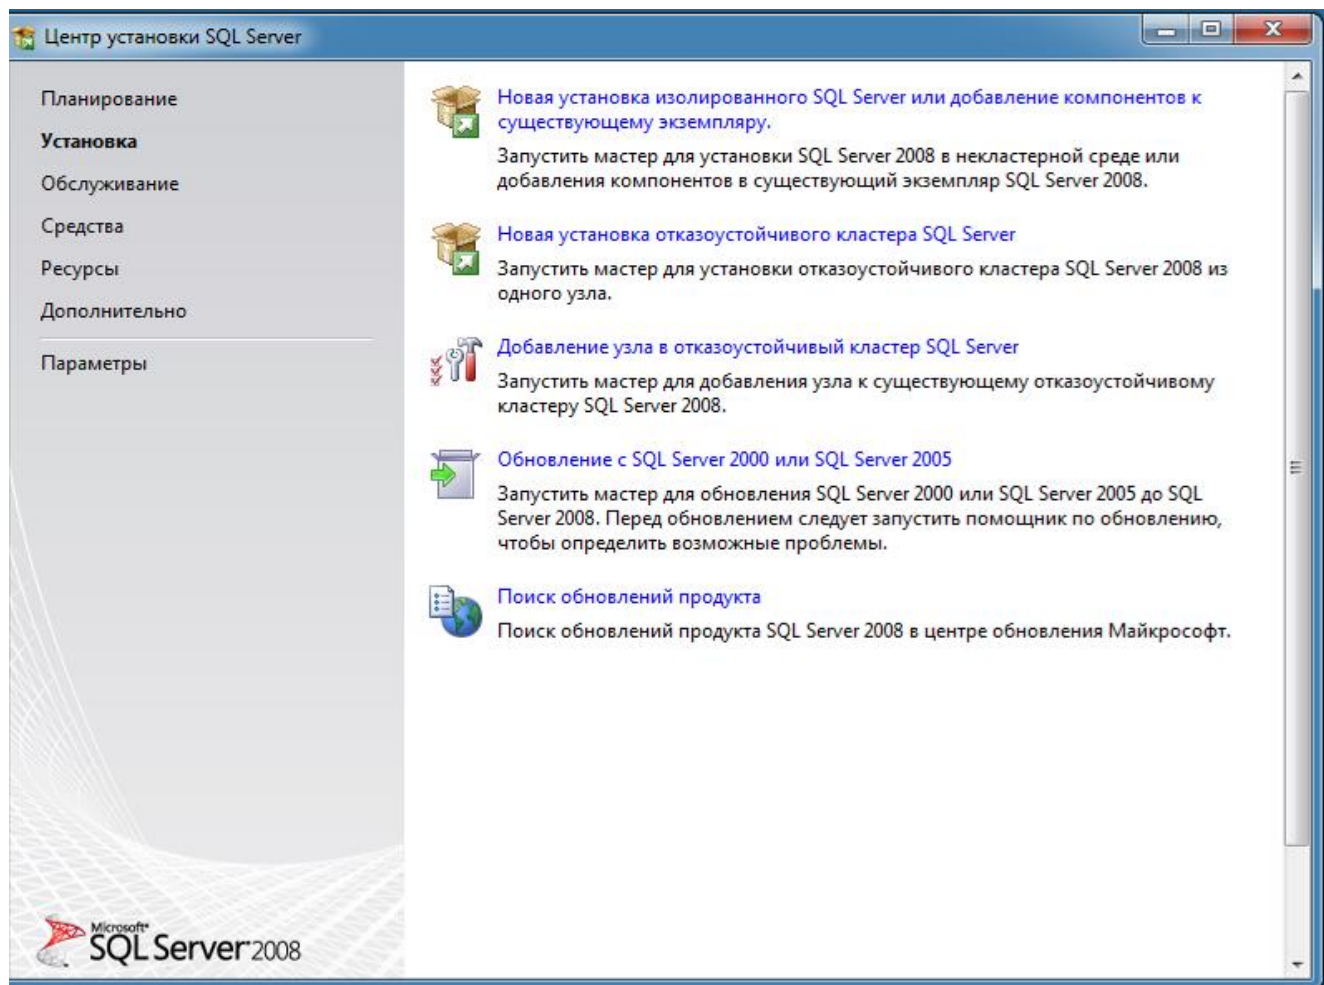 Центр установки SQL Server
Планирование
Установка
Обслуживание
Средства
Ресурсы
Дополнительно
Параметры
Новая установка изолированного SQL Server или добавление компонентов к
существующему экземпляру.
Запустить мастер для установки SQL Server 2008 в некластерной среде или
добавления компонентов в существующий экземпляр SQL Server 2008.
Новая установка отказоустойчивого кластера SQL Server
Запустить мастер для установки отказоустойчивого кластера SQL Server 2008 из
одного узла.
Добавление узла в отказоустойчивый кластер SQL Server
Запустить мастер для добавления узла к существующему отказоустойчивому
кластеру SQL Server 2008.
Обновление с SQL Server 2000 или SQL Server 2005
Запустить мастер для обновления SQL Server 2000 или SQL Server 2005 до SQL
Server 2008. Перед обновлением следует запустить помощник по обновлению,
чтобы определить возможные проблемы.
Поиск обновлений продукта
Поиск обновлений продукта SQL Server 2008 в центре обновления Майкрософт.
Microsoft®
SQL Server®2008